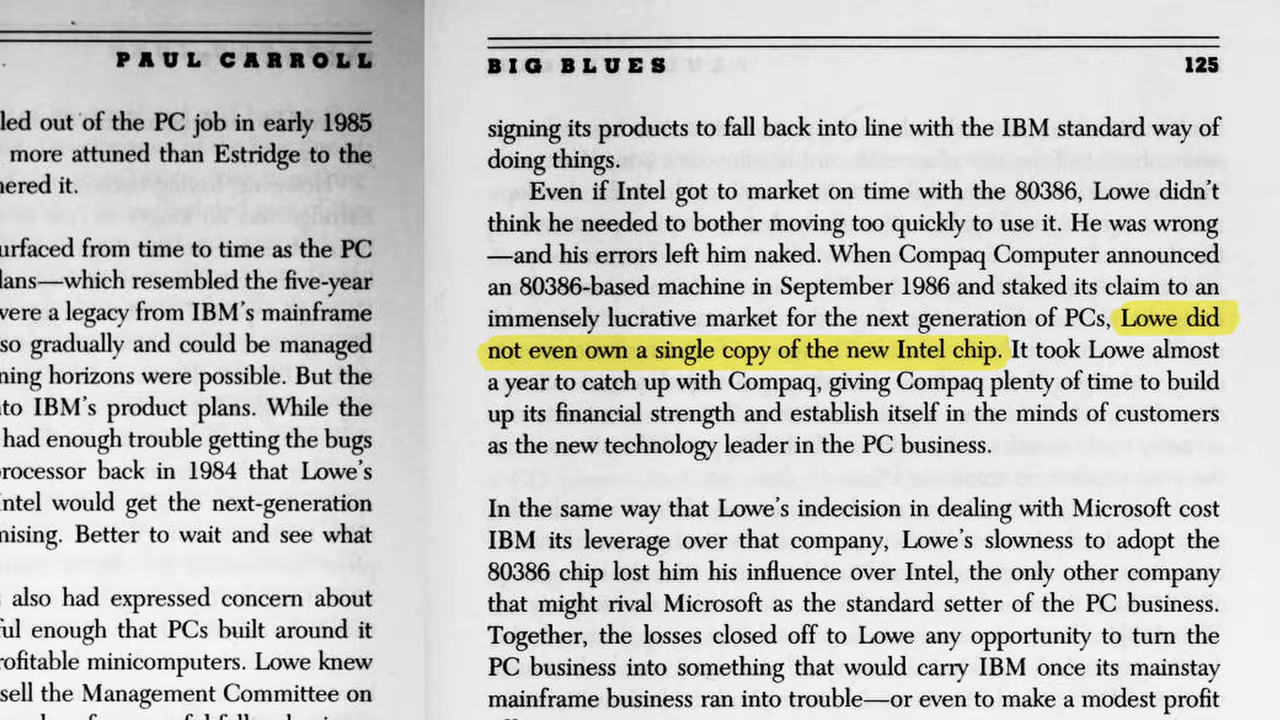 PAUL CARROLL
led out of the PC job in early 1985
more attuned than Estridge to the
nered it.
urfaced from time to time as the PC
lans—which resembled the five-year
vere a legacy from IBM's mainframe
so gradually and could be managed
ning horizons were possible. But the
to IBM's product plans. While the
had enough trouble getting the bugs
rocessor back in 1984 that Lowe's
ntel would get the next-generation
nising. Better to wait and see what
also had expressed concern about
ful enough that PCs built around it
rofitable minicomputers. Lowe knew
sell the Management Committee on
BIG BLUES 125
signing its products to fall back into line with the IBM standard way of
doing things.
Even if Intel got to market on time with the 80386, Lowe didn't
think he needed to bother moving too quickly to use it. He was wrong
—and his errors left him naked. When Compaq Computer announced
an 80386-based machine in September 1986 and staked its claim to an
immensely lucrative market for the next generation of PCs, Lowe did
not even own a single copy of the new Intel chip. It took Lowe almost
a year to catch up with Compaq, giving Compaq plenty of time to build
up its financial strength and establish itself in the minds of customers
as the new technology leader in the PC business.
In the same way that Lowe's indecision in dealing with Microsoft cost
IBM its leverage over that company, Lowe's slowness to adopt the
80386 chip lost him his influence over Intel, the only other company
that might rival Microsoft as the standard setter of the PC business.
Together, the losses closed off to Lowe any opportunity to turn the
PC business into something that would carry IBM once its mainstay
mainframe business ran into trouble—or even to make a modest profit